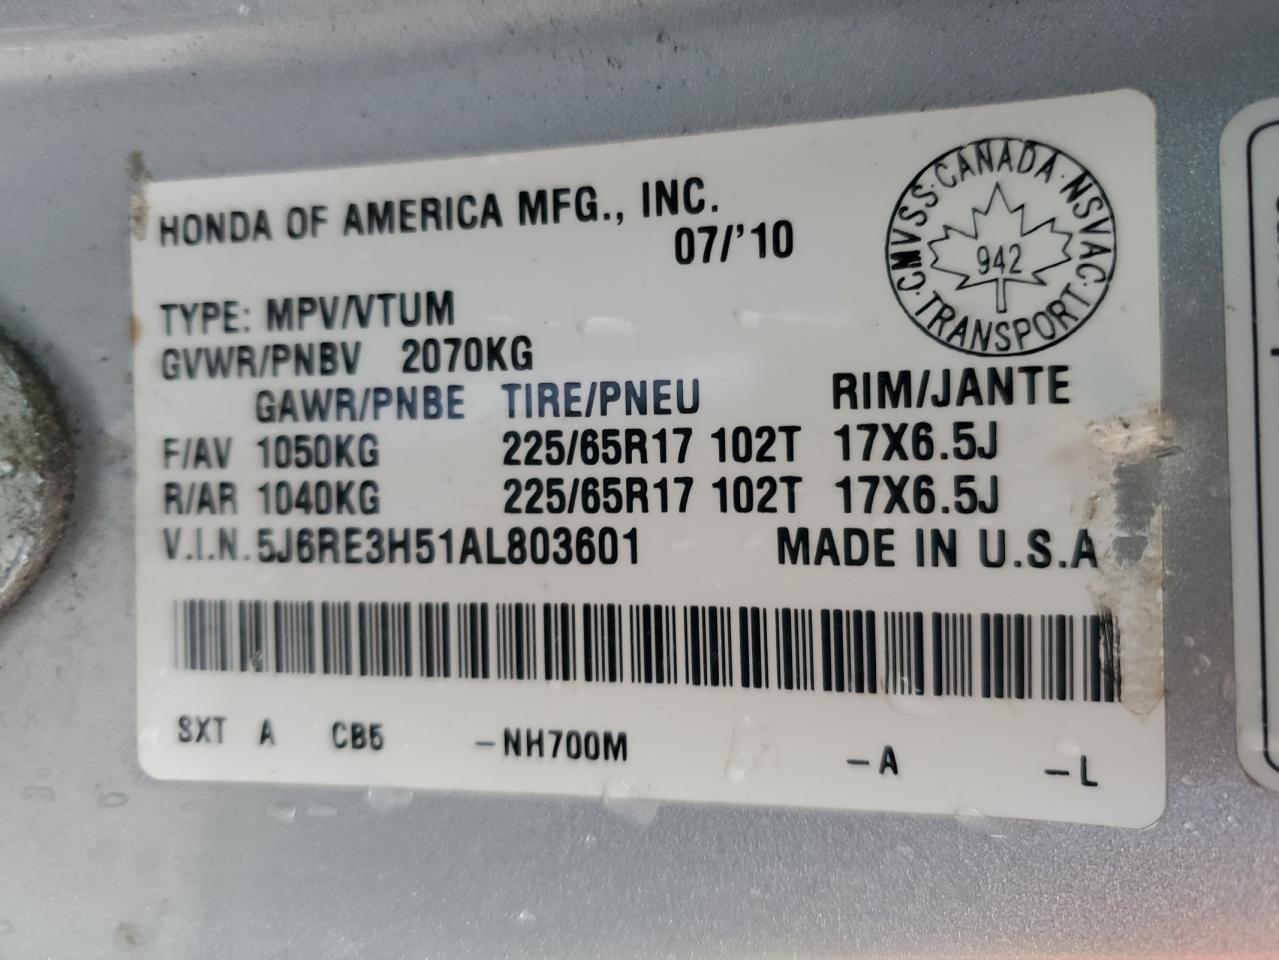 HONDA OF AMERICA MFG., INC.
07/'10
CMVSS·CANADA·NSVAC·TRANSPORT·
942
TYPE: MPV/VTUM
GVWR/PNBV 2070KG
GAWR/PNBE TIRE/PNEU RIM/JANTE
F/AV 1050KG 225/65R17 102T 17X6.5J
R/AR 1040KG 225/65R17 102T 17X6.5J
V.I.N. 5J6RE3H51AL803601 MADE IN U.S.A
SXT A CB5 -NH700M -A -L